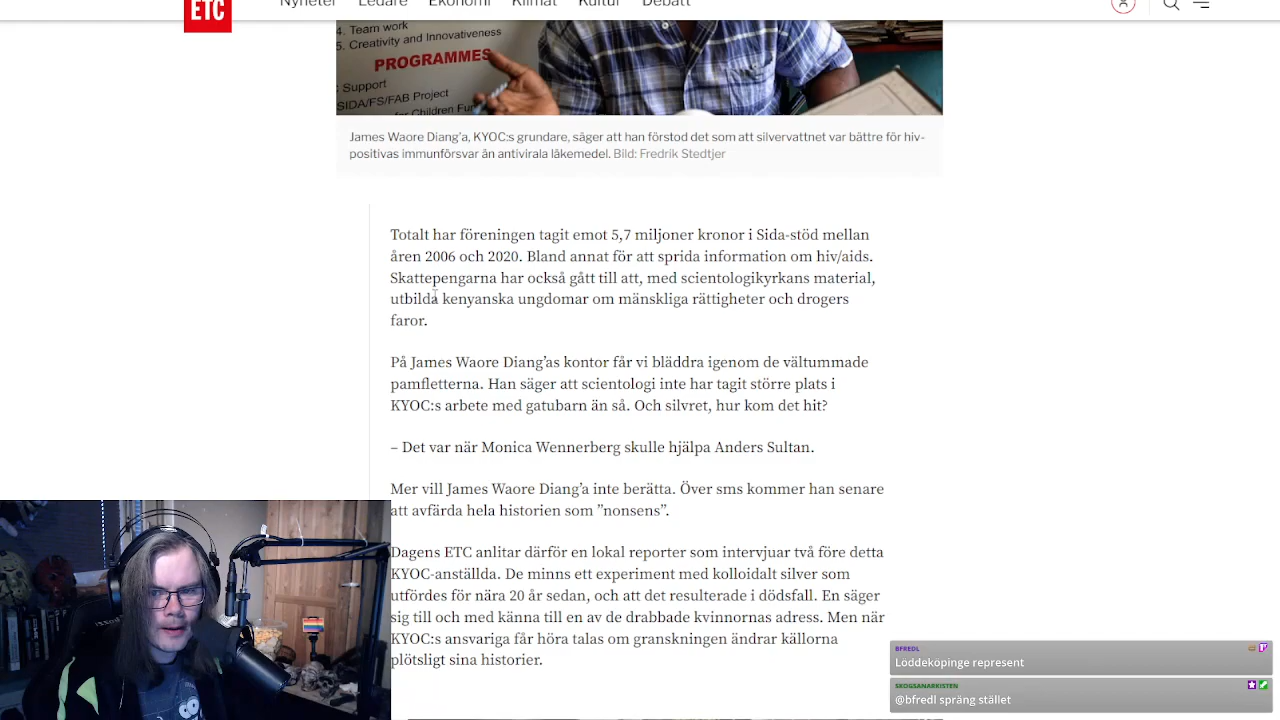 ETC
Nyheter Ledare Ekonomi Klimat Kultur Debatt
4. Team work
5. Creativity and Innovativeness
PROGRAMMES
Support
SIDA/FS/FAB Project
for Children
James Waore Diang’a, KYOC:s grundare, säger att han förstod det som att silvervattnet var bättre för hiv-
positivas immunförsvar än antivirala läkemedel. Bild: Fredrik Stedtjer
Totalt har föreningen tagit emot 5,7 miljoner kronor i Sida-stöd mellan
åren 2006 och 2020. Bland annat för att sprida information om hiv/aids.
Skattepengarna har också gått till att, med scientologikyrkans material,
utbilda kenyanska ungdomar om mänskliga rättigheter och drogers
faror.
På James Waore Diang’as kontor får vi bläddra igenom de vältummade
pamfletterna. Han säger att scientologi inte har tagit större plats i
KYOC:s arbete med gatubarn än så. Och silvret, hur kom det hit?
– Det var när Monica Wennerberg skulle hjälpa Anders Sultan.
Mer vill James Waore Diang’a inte berätta. Över sms kommer han senare
att avfärda hela historien som ”nonsens”.
Dagens ETC anlitar därför en lokal reporter som intervjuar två före detta
KYOC-anställda. De minns ett experiment med kolloidalt silver som
utfördes för nära 20 år sedan, och att det resulterade i dödsfall. En säger
sig till och med känna till en av de drabbade kvinnornas adress. Men när
KYOC:s ansvariga får höra talas om granskningen ändrar källorna
plötsligt sina historier.
BFREDL
Löddeköpinge represent
SKOGSANARKISTEN
@bfredl spräng stället